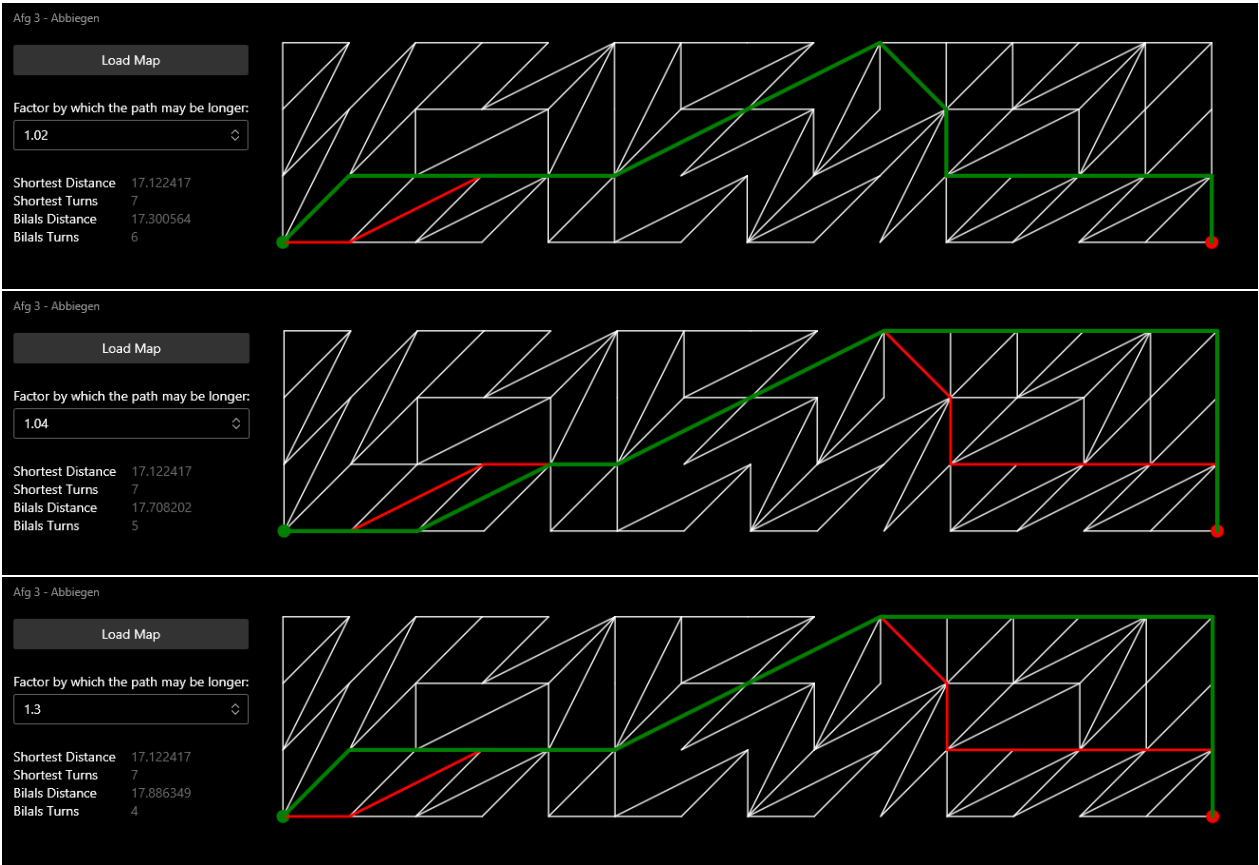 Afg 3 - Abbiegen
Load Map
Factor by which the path may be longer:
1.02
Shortest Distance 17.122417
Shortest Turns 7
Bilals Distance 17.300564
Bilals Turns 6
Afg 3 - Abbiegen
Load Map
Factor by which the path may be longer:
1.04
Shortest Distance 17.122417
Shortest Turns 7
Bilals Distance 17.708202
Bilals Turns 5
Afg 3 - Abbiegen
Load Map
Factor by which the path may be longer:
1.3
Shortest Distance 17.122417
Shortest Turns 7
Bilals Distance 17.886349
Bilals Turns 4